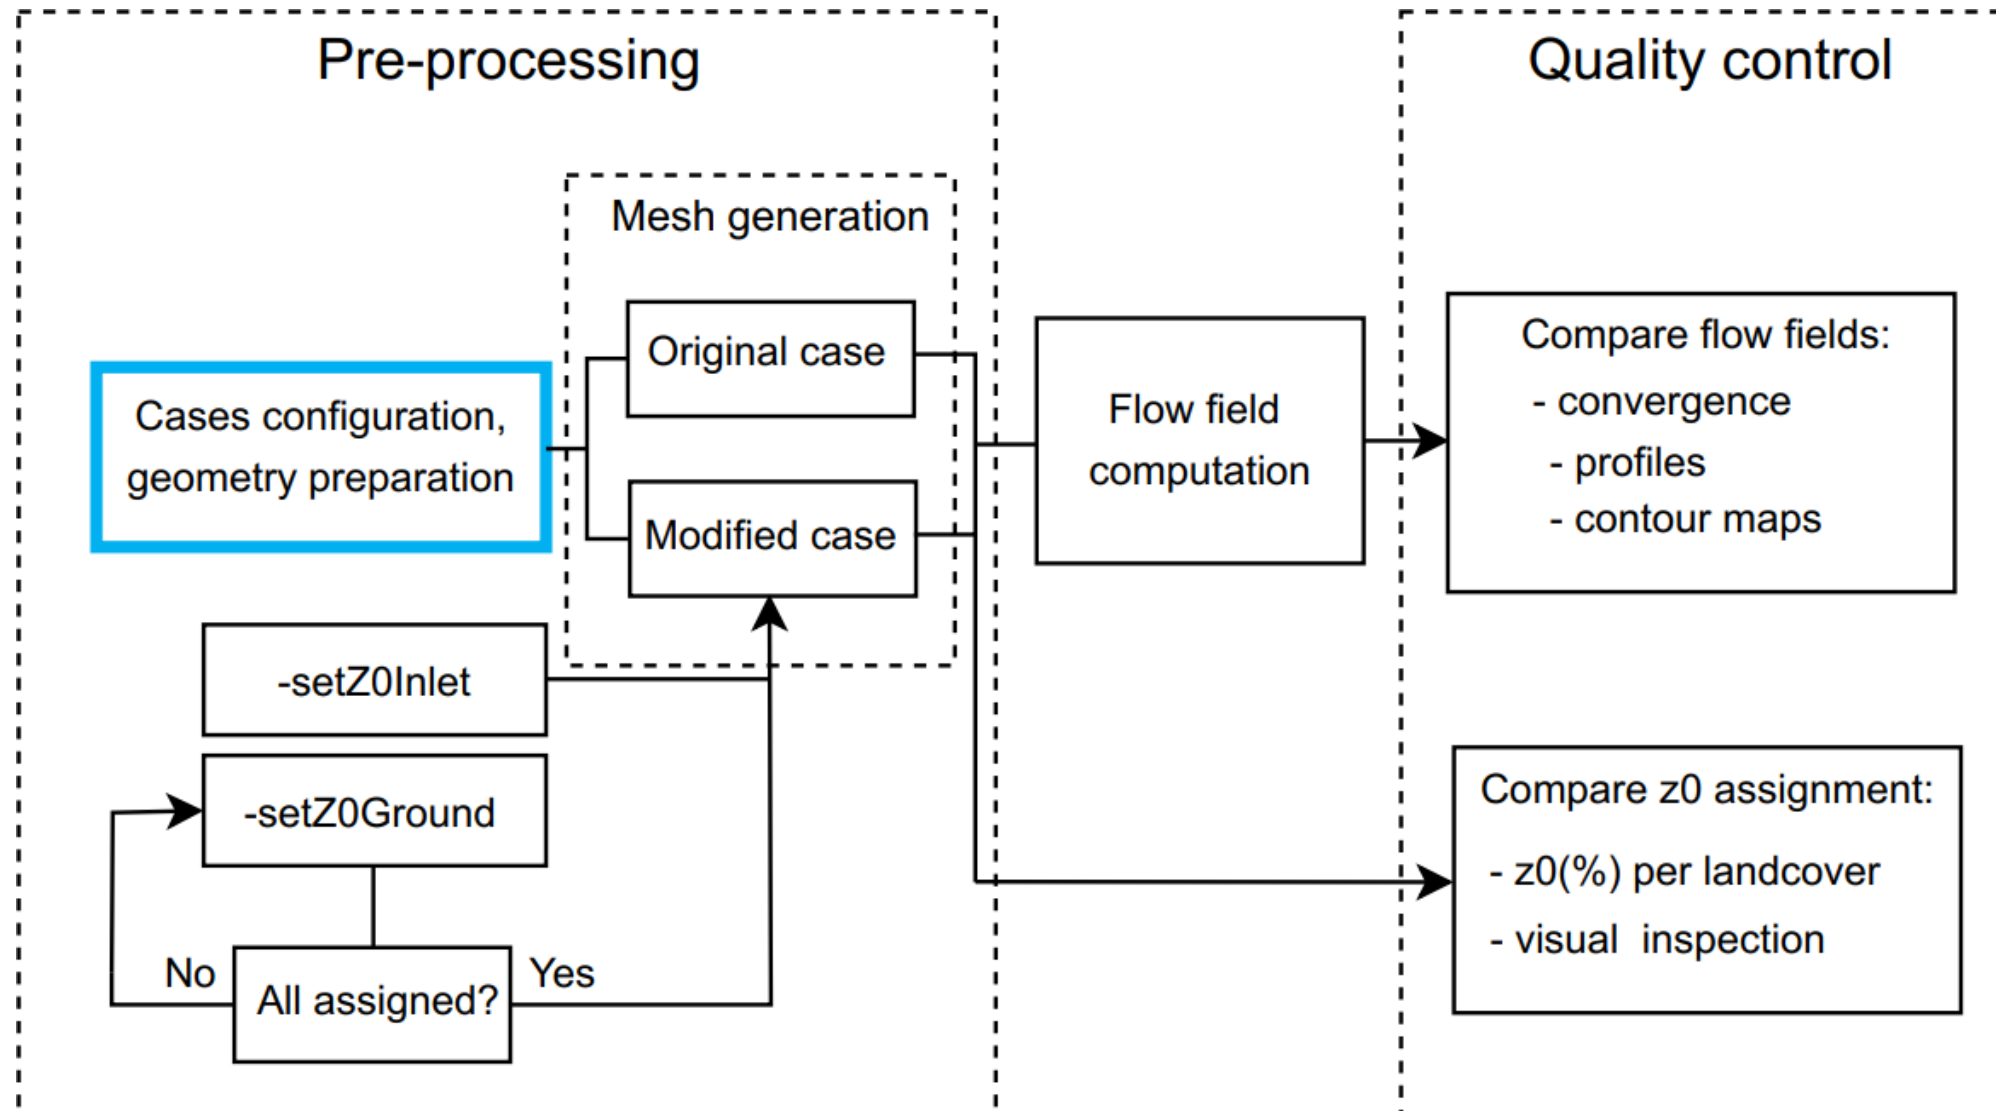 Pre-processing
Quality control
Mesh generation
Original case
Modified case
Cases configuration,
geometry preparation
-setZ0Inlet
-setZ0Ground
No
All assigned?
Yes
Flow field
computation
Compare flow fields:
- convergence
- profiles
- contour maps
Compare z0 assignment:
- z0(%) per landcover
- visual inspection